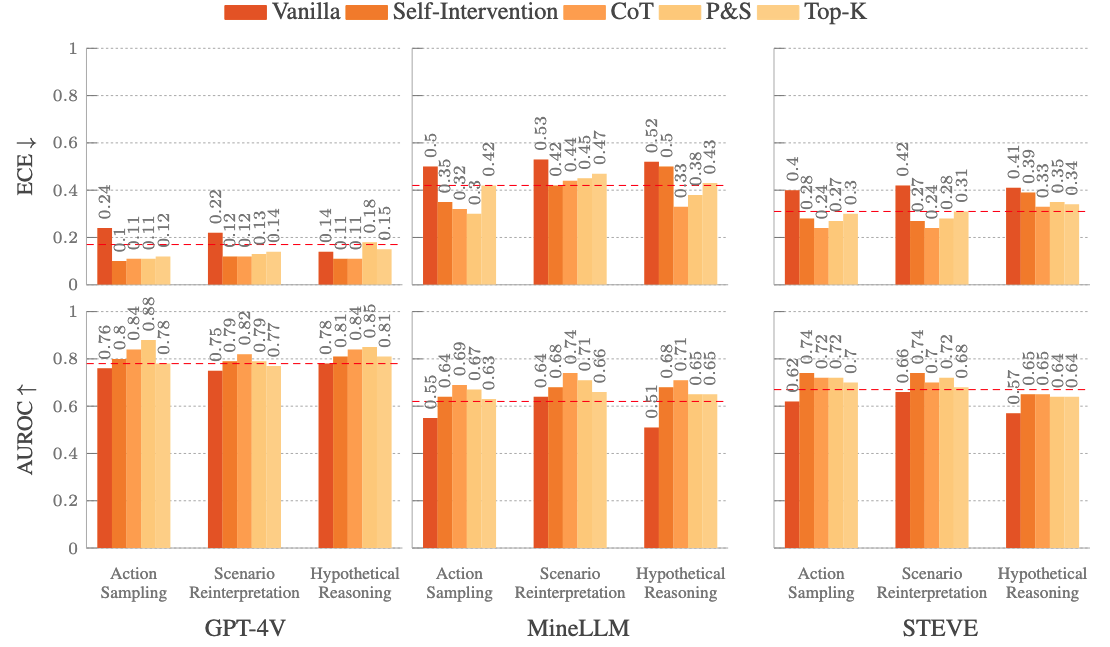 Vanilla Self-Intervention CoT P&S Top-K
ECE ↓
1
0.8
0.6
0.4
0.2
0
0.24 0.1 0.11 0.11 0.12 0.22 0.12 0.12 0.13 0.14 0.14 0.11 0.11 0.18 0.15
0.5 0.35 0.32 0.3 0.42 0.53 0.42 0.44 0.45 0.47 0.52 0.5 0.33 0.38 0.43
0.4 0.28 0.24 0.27 0.3 0.42 0.27 0.24 0.28 0.31 0.41 0.39 0.33 0.35 0.34
AUROC ↑
1
0.8
0.6
0.4
0.2
0
0.76 0.8 0.84 0.88 0.78 0.75 0.79 0.82 0.79 0.77 0.78 0.81 0.84 0.85 0.81
0.55 0.64 0.69 0.67 0.63 0.64 0.68 0.74 0.71 0.66 0.51 0.68 0.71 0.65 0.65
0.62 0.74 0.72 0.72 0.7 0.66 0.74 0.7 0.72 0.68 0.57 0.65 0.65 0.64 0.64
Action Scenario Hypothetical Action Scenario Hypothetical Action Scenario Hypothetical
Sampling Reinterpretation Reasoning Sampling Reinterpretation Reasoning Sampling Reinterpretation Reasoning
GPT-4V MineLLM STEVE